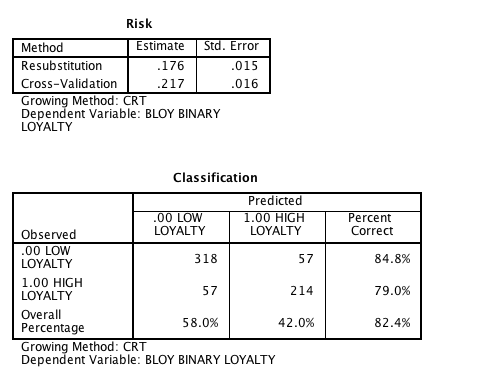 Risk
Method Estimate Std. Error
Resubstitution .176 .015
Cross-Validation .217 .016
Growing Method: CRT
Dependent Variable: BLOY BINARY
LOYALTY
Classification
Predicted
Observed .00 LOW LOYALTY 1.00 HIGH LOYALTY Percent Correct
.00 LOW LOYALTY 318 57 84.8%
1.00 HIGH LOYALTY 57 214 79.0%
Overall Percentage 58.0% 42.0% 82.4%
Growing Method: CRT
Dependent Variable: BLOY BINARY LOYALTY